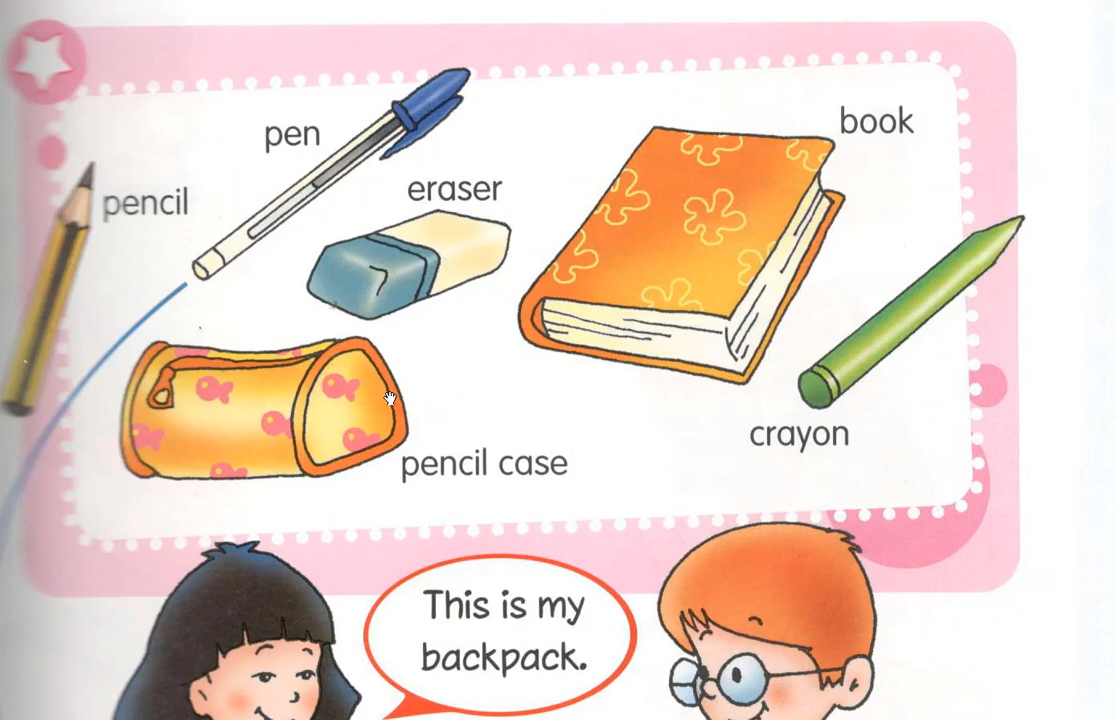 pen
book
pencil
eraser
crayon
pencil case
This is my
backpack.